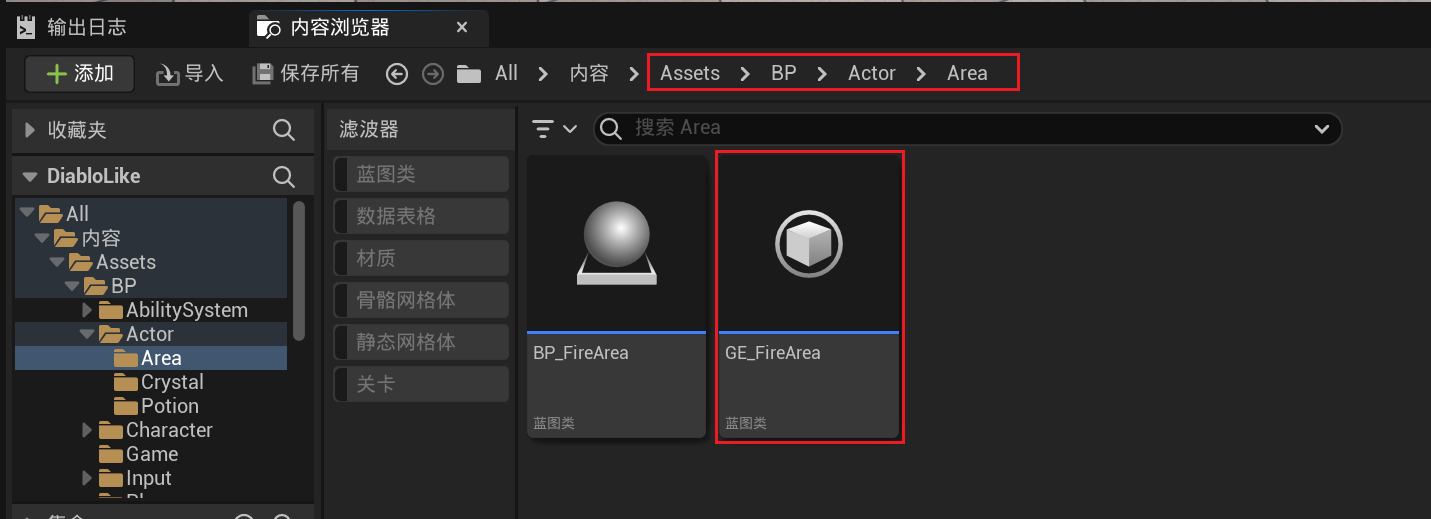 输出日志
内容浏览器
添加
导入
保存所有
All
内容
Assets
BP
Actor
Area
收藏夹
DiabloLike
All
内容
Assets
BP
AbilitySystem
Actor
Area
Crystal
Potion
Character
Game
Input
滤波器
蓝图类
数据表格
材质
骨骼网格体
静态网格体
关卡
搜索 Area
BP_FireArea
蓝图类
GE_FireArea
蓝图类